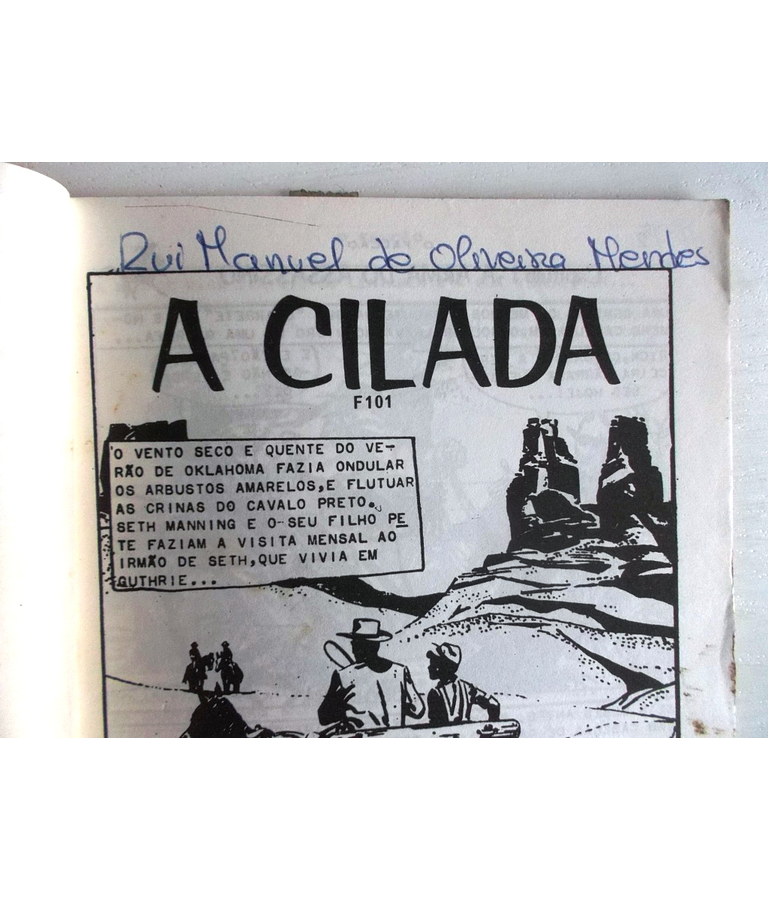 Rui Manuel de Oliveira Mendes
A CILADA
F101
O VENTO SECO E QUENTE DO VE-
RÃO DE OKLAHOMA FAZIA ONDULAR
OS ARBUSTOS AMARELOS,E FLUTUAR
AS CRINAS DO CAVALO PRETO.
SETH MANNING E O SEU FILHO PE
TE FAZIAM A VISITA MENSAL AO
IRMÃO DE SETH,QUE VIVIA EM
GUTHRIE...